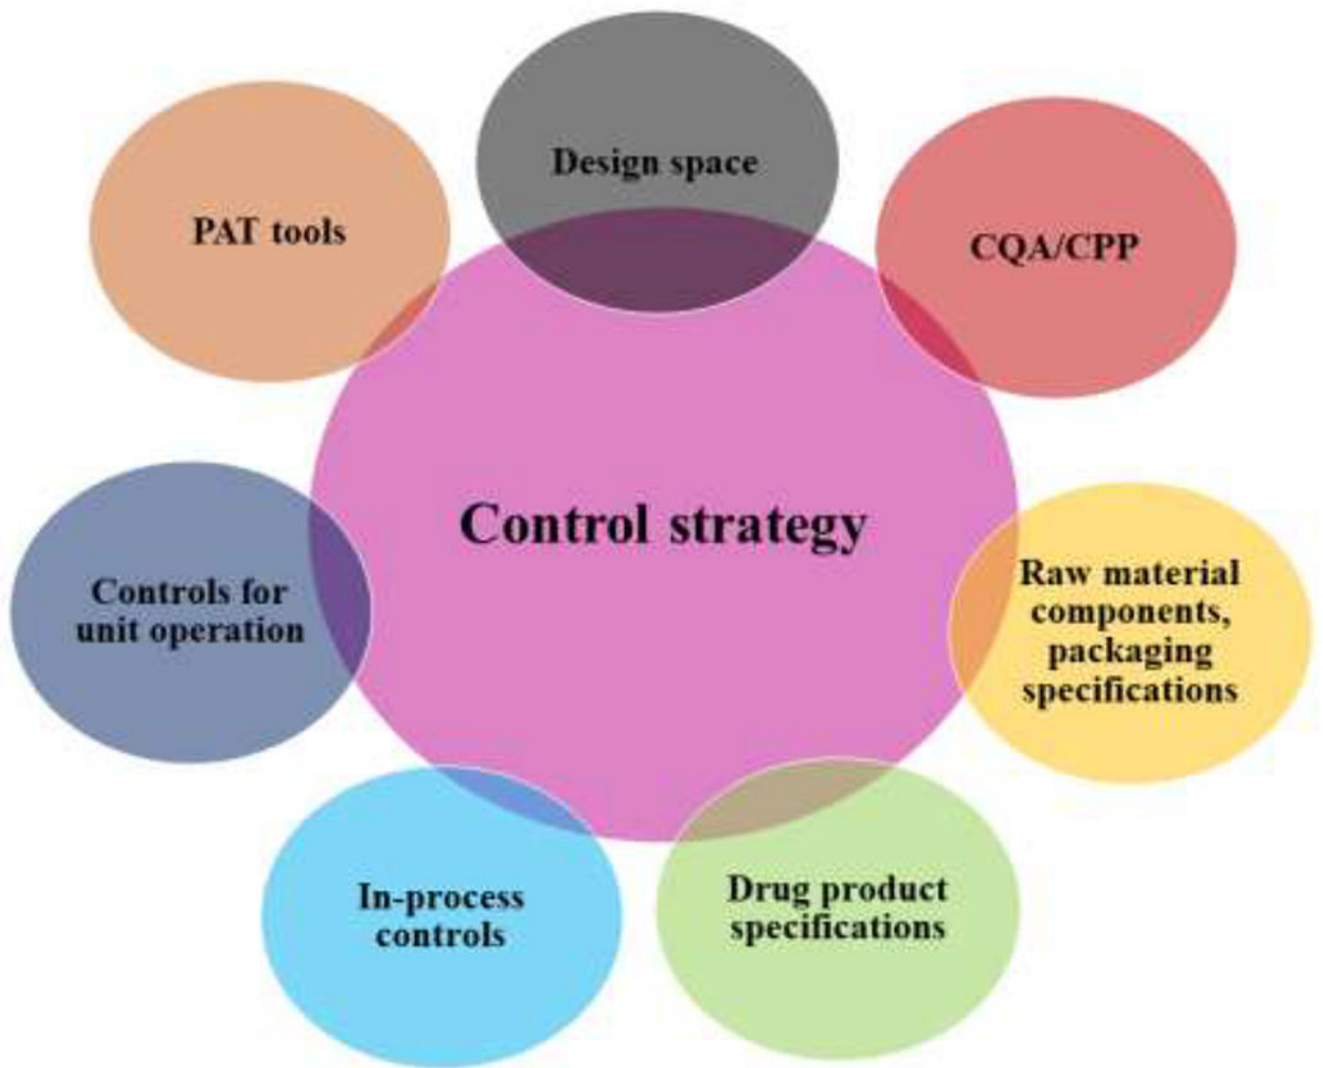 Design space
PAT tools
CQA/CPP
Control strategy
Controls for
unit operation
Raw material
components,
packaging
specifications
In-process
controls
Drug product
specifications